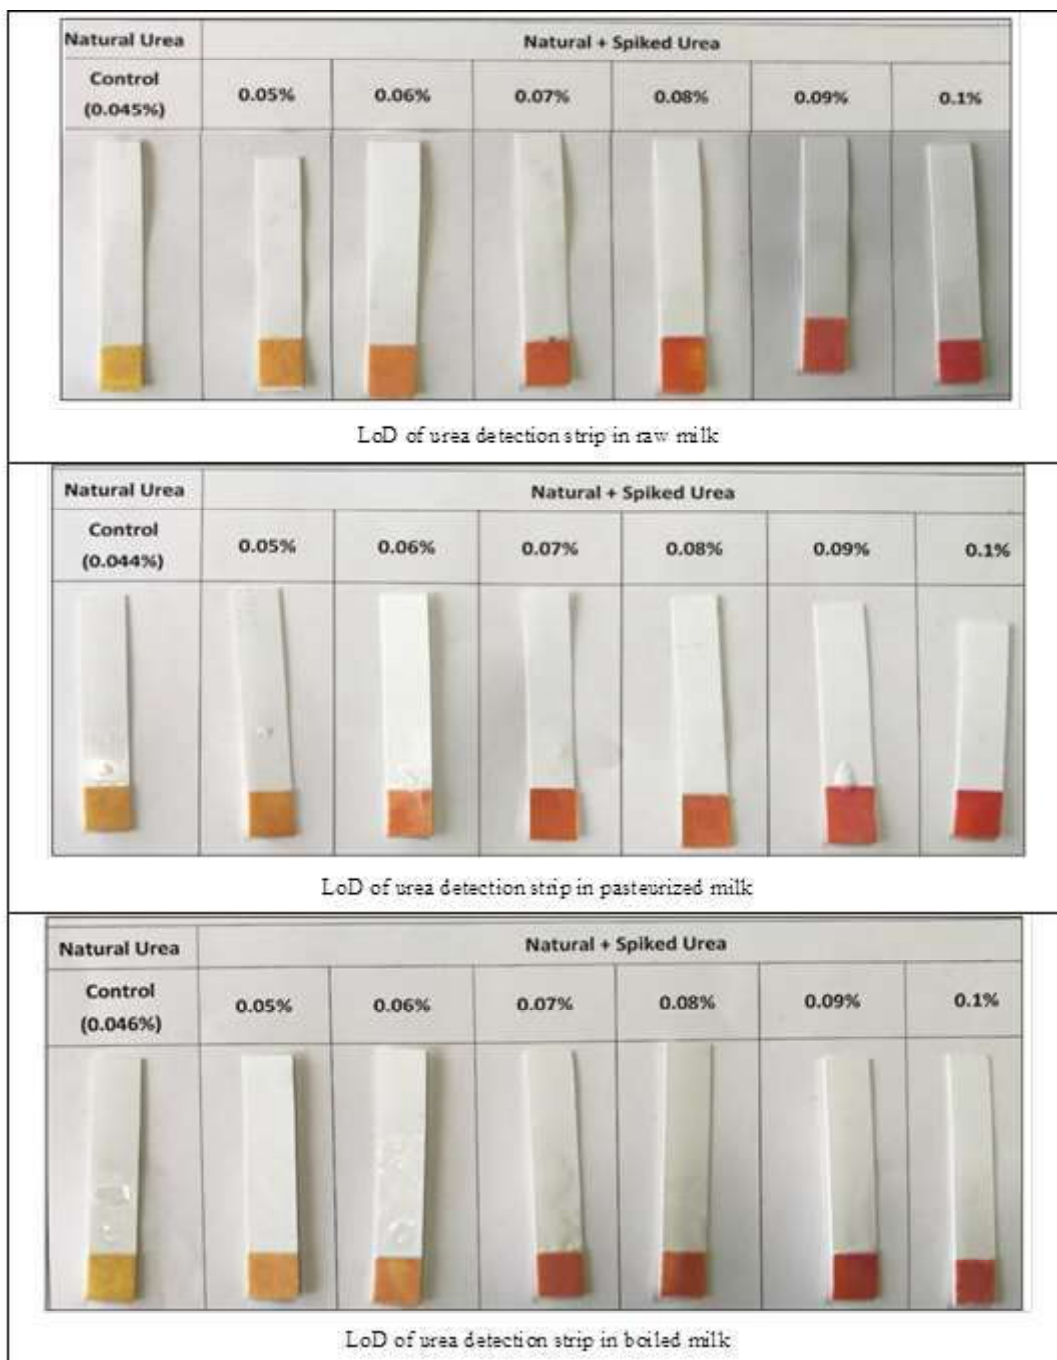 Natural Urea
Natural + Spiked Urea
Control
(0.045%)
0.05%
0.06%
0.07%
0.08%
0.09%
0.1%
LoD of urea detection strip in raw milk
Natural Urea
Natural + Spiked Urea
Control
(0.044%)
0.05%
0.06%
0.07%
0.08%
0.09%
0.1%
LoD of urea detection strip in pasteurized milk
Natural Urea
Natural + Spiked Urea
Control
(0.046%)
0.05%
0.06%
0.07%
0.08%
0.09%
0.1%
LoD of urea detection strip in boiled milk